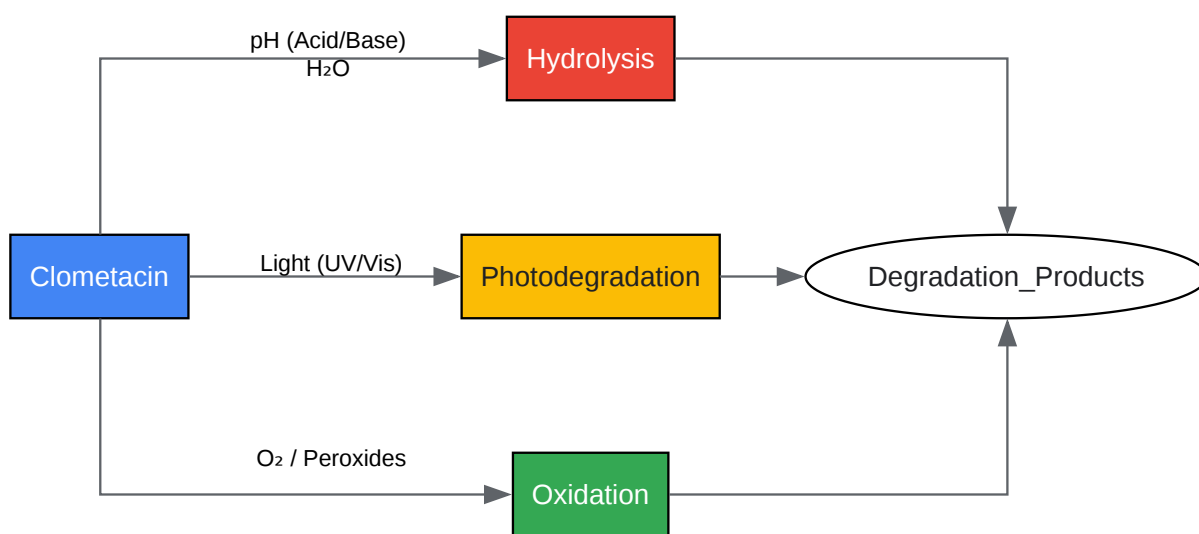 pH (Acid/Base)
H₂O
Hydrolysis
Clometacin
Light (UV/Vis)
Photodegradation
Degradation_Products
O₂ / Peroxides
Oxidation